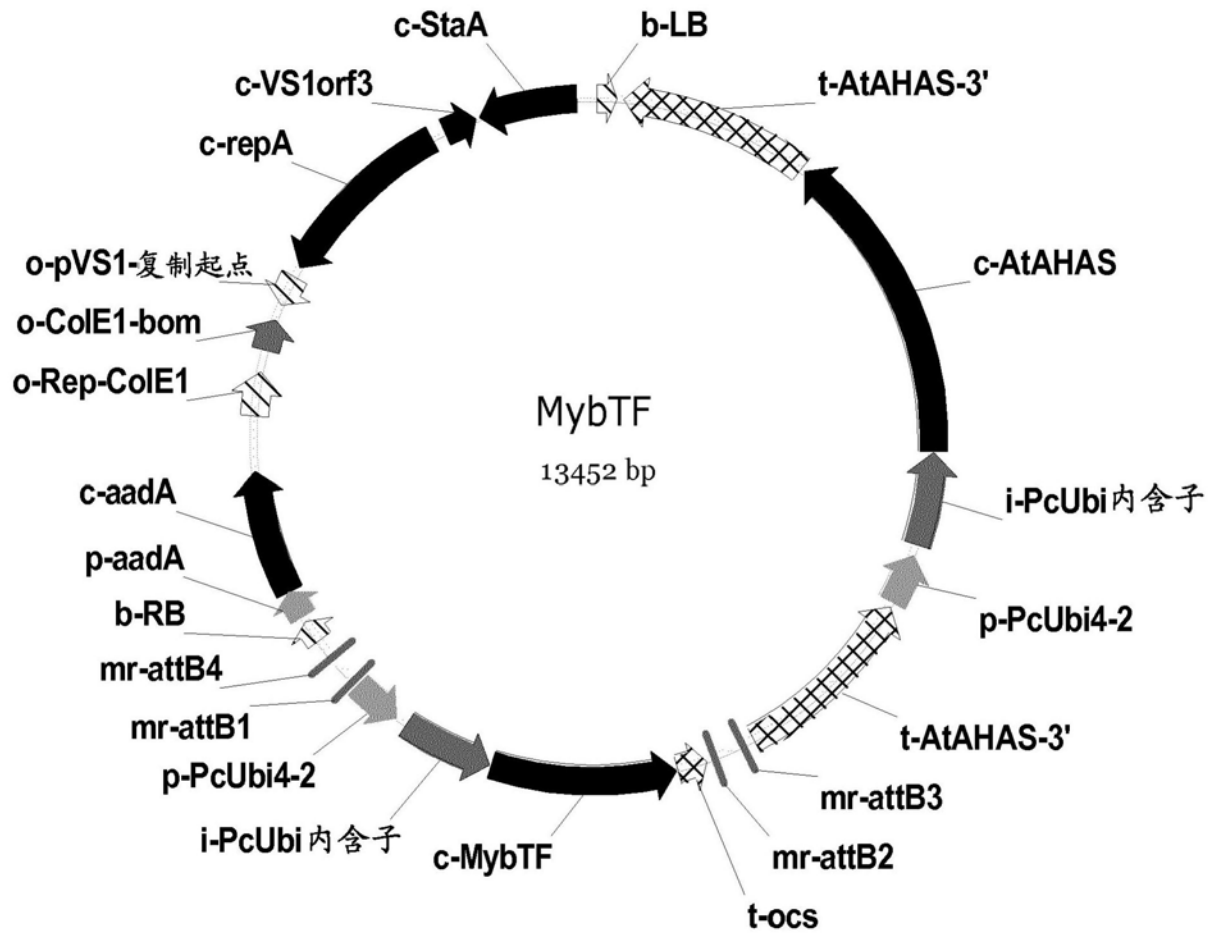 c-StaA
b-LB
c-VS1orf3
t-AtAHAS-3'
c-repA
o-pVS1-复制起点
c-AtAHAS
o-ColE1-bom
o-Rep-ColE1
MybTF
13452 bp
c-aadA
i-PcUbi内含子
p-aadA
b-RB
p-PcUbi4-2
mr-attB4
mr-attB1
t-AtAHAS-3'
p-PcUbi4-2
mr-attB3
i-PcUbi内含子
c-MybTF
mr-attB2
t-ocs